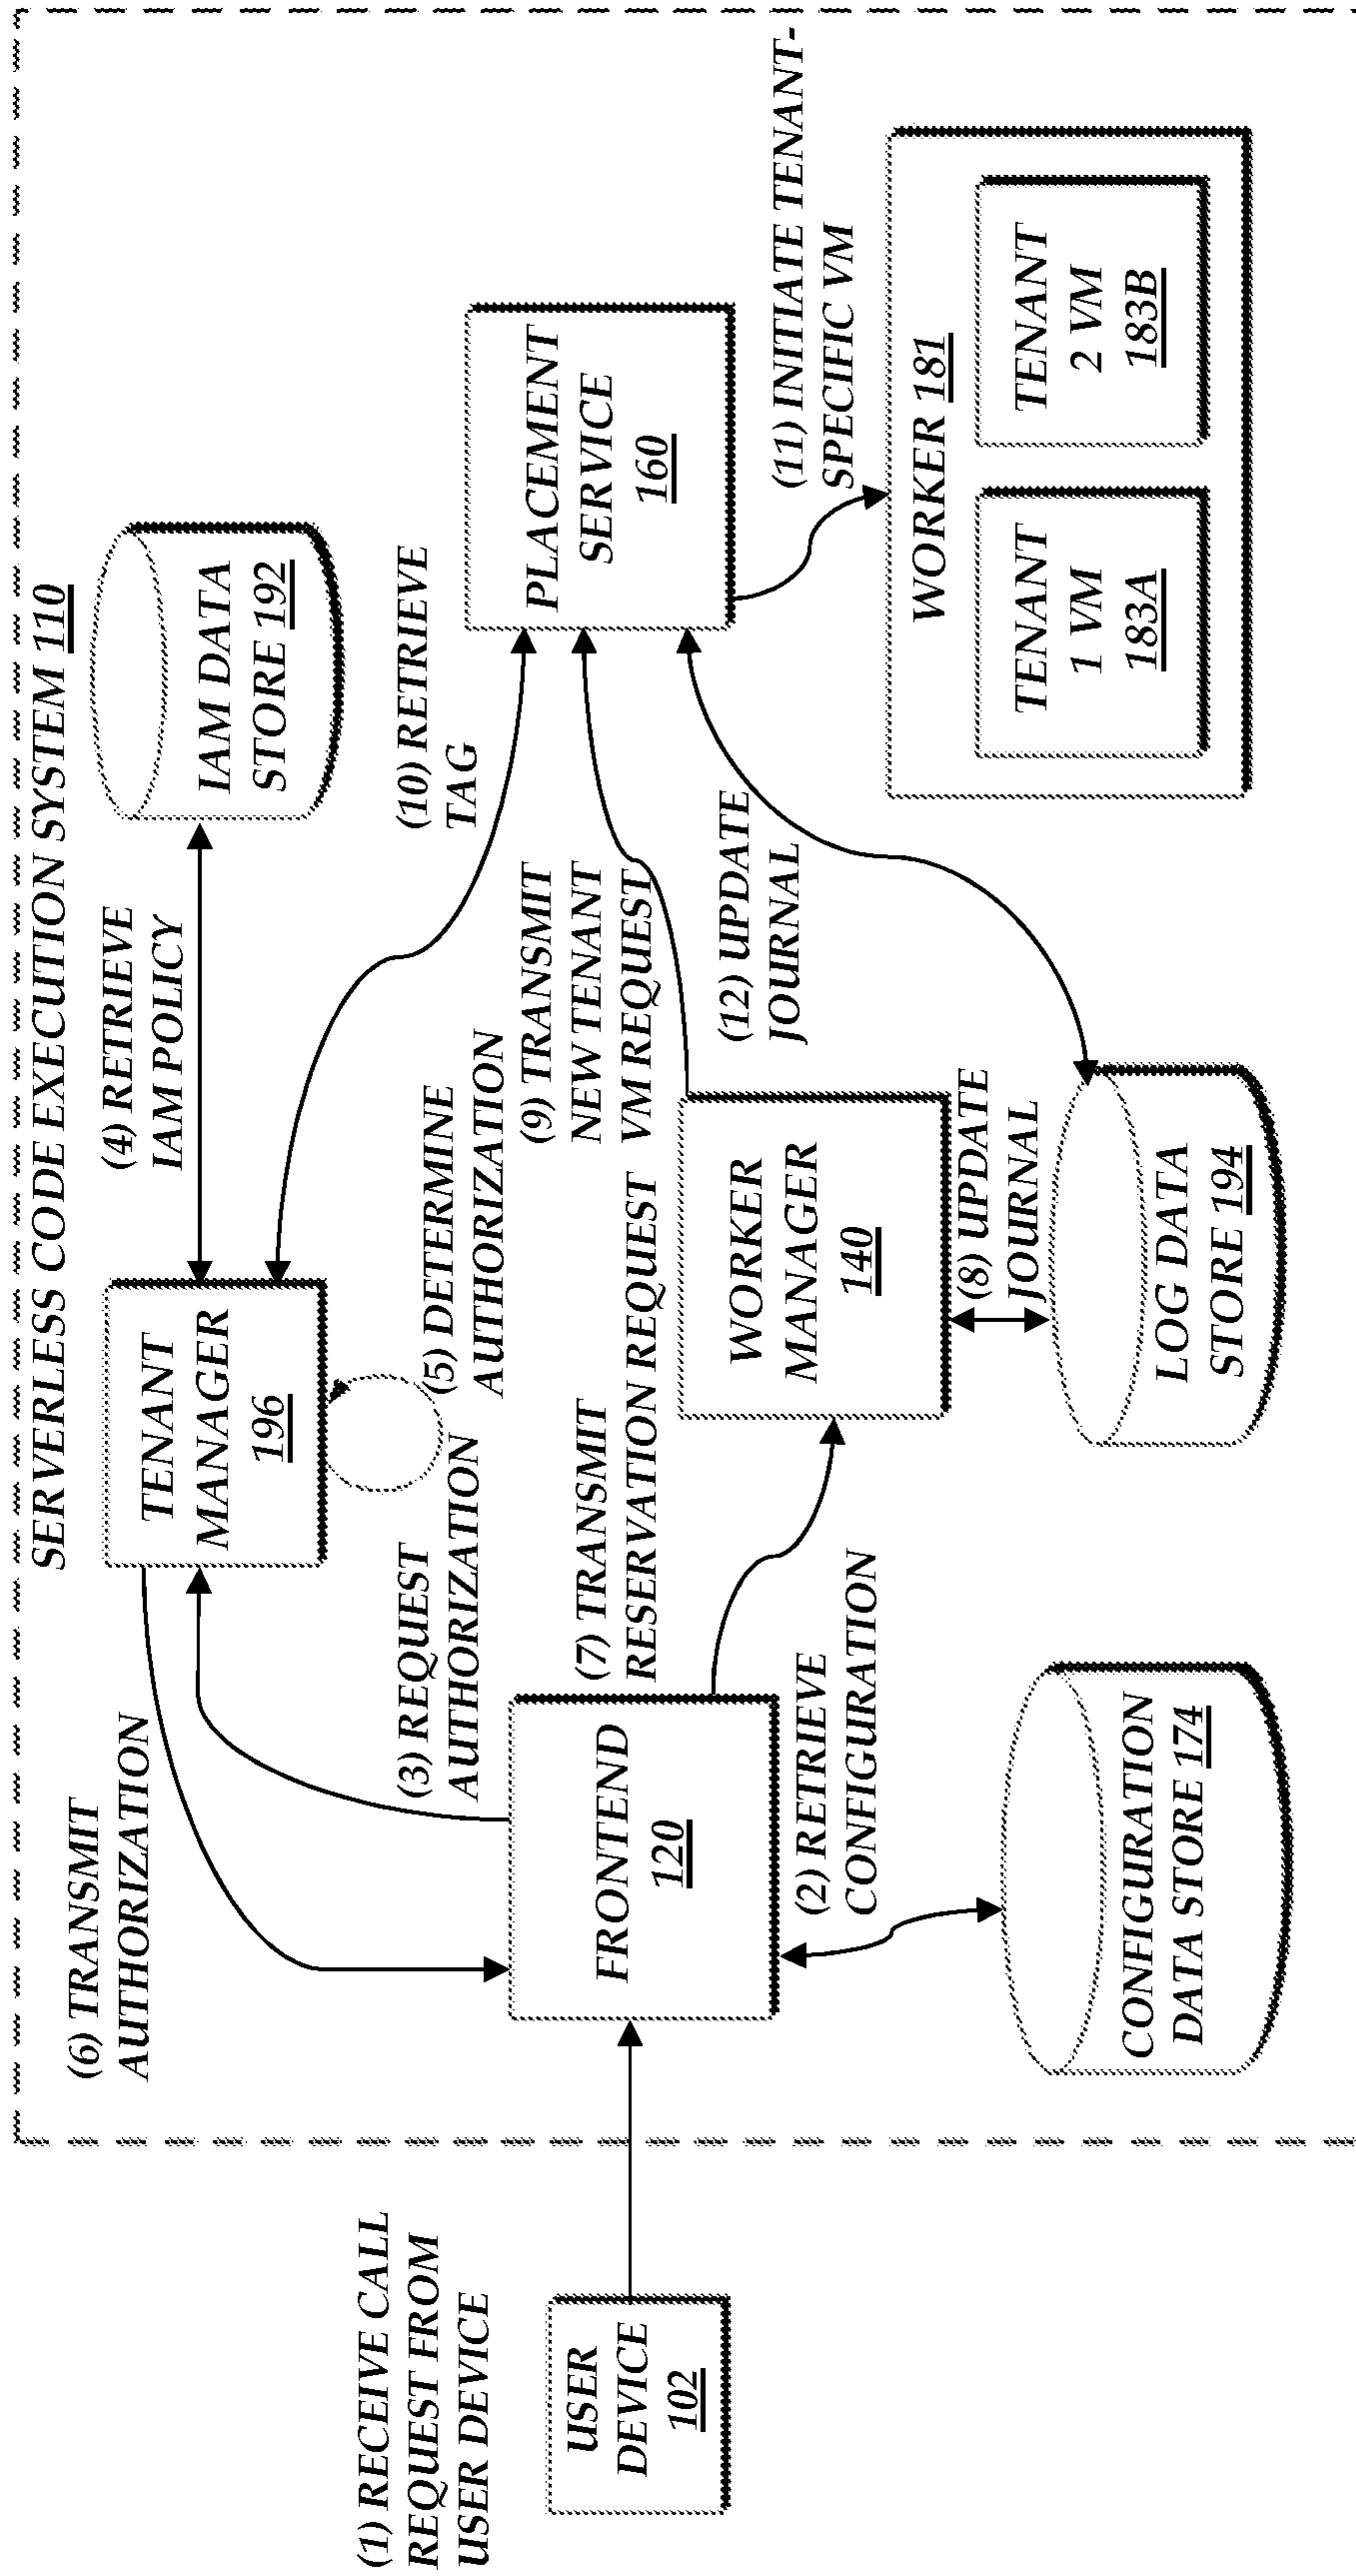 SERVERLESS CODE EXECUTION SYSTEM 110
(1) RECEIVE CALL
REQUEST FROM
USER DEVICE
USER
DEVICE
102
(6) TRANSMIT
AUTHORIZATION
TENANT
MANAGER
196
(4) RETRIEVE
IAM POLICY
IAM DATA
STORE 192
(3) REQUEST
AUTHORIZATION
(5) DETERMINE
AUTHORIZATION
(10) RETRIEVE
TAG
FRONTEND
120
(7) TRANSMIT
RESERVATION REQUEST
(9) TRANSMIT
NEW TENANT
VM REQUEST
PLACEMENT
SERVICE
160
WORKER
MANAGER
140
(12) UPDATE
JOURNAL
(11) INITIATE TENANT-
SPECIFIC VM
(2) RETRIEVE
CONFIGURATION
(8) UPDATE
JOURNAL
WORKER 181
TENANT
1 VM
183A
TENANT
2 VM
183B
CONFIGURATION
DATA STORE 174
LOG DATA
STORE 194